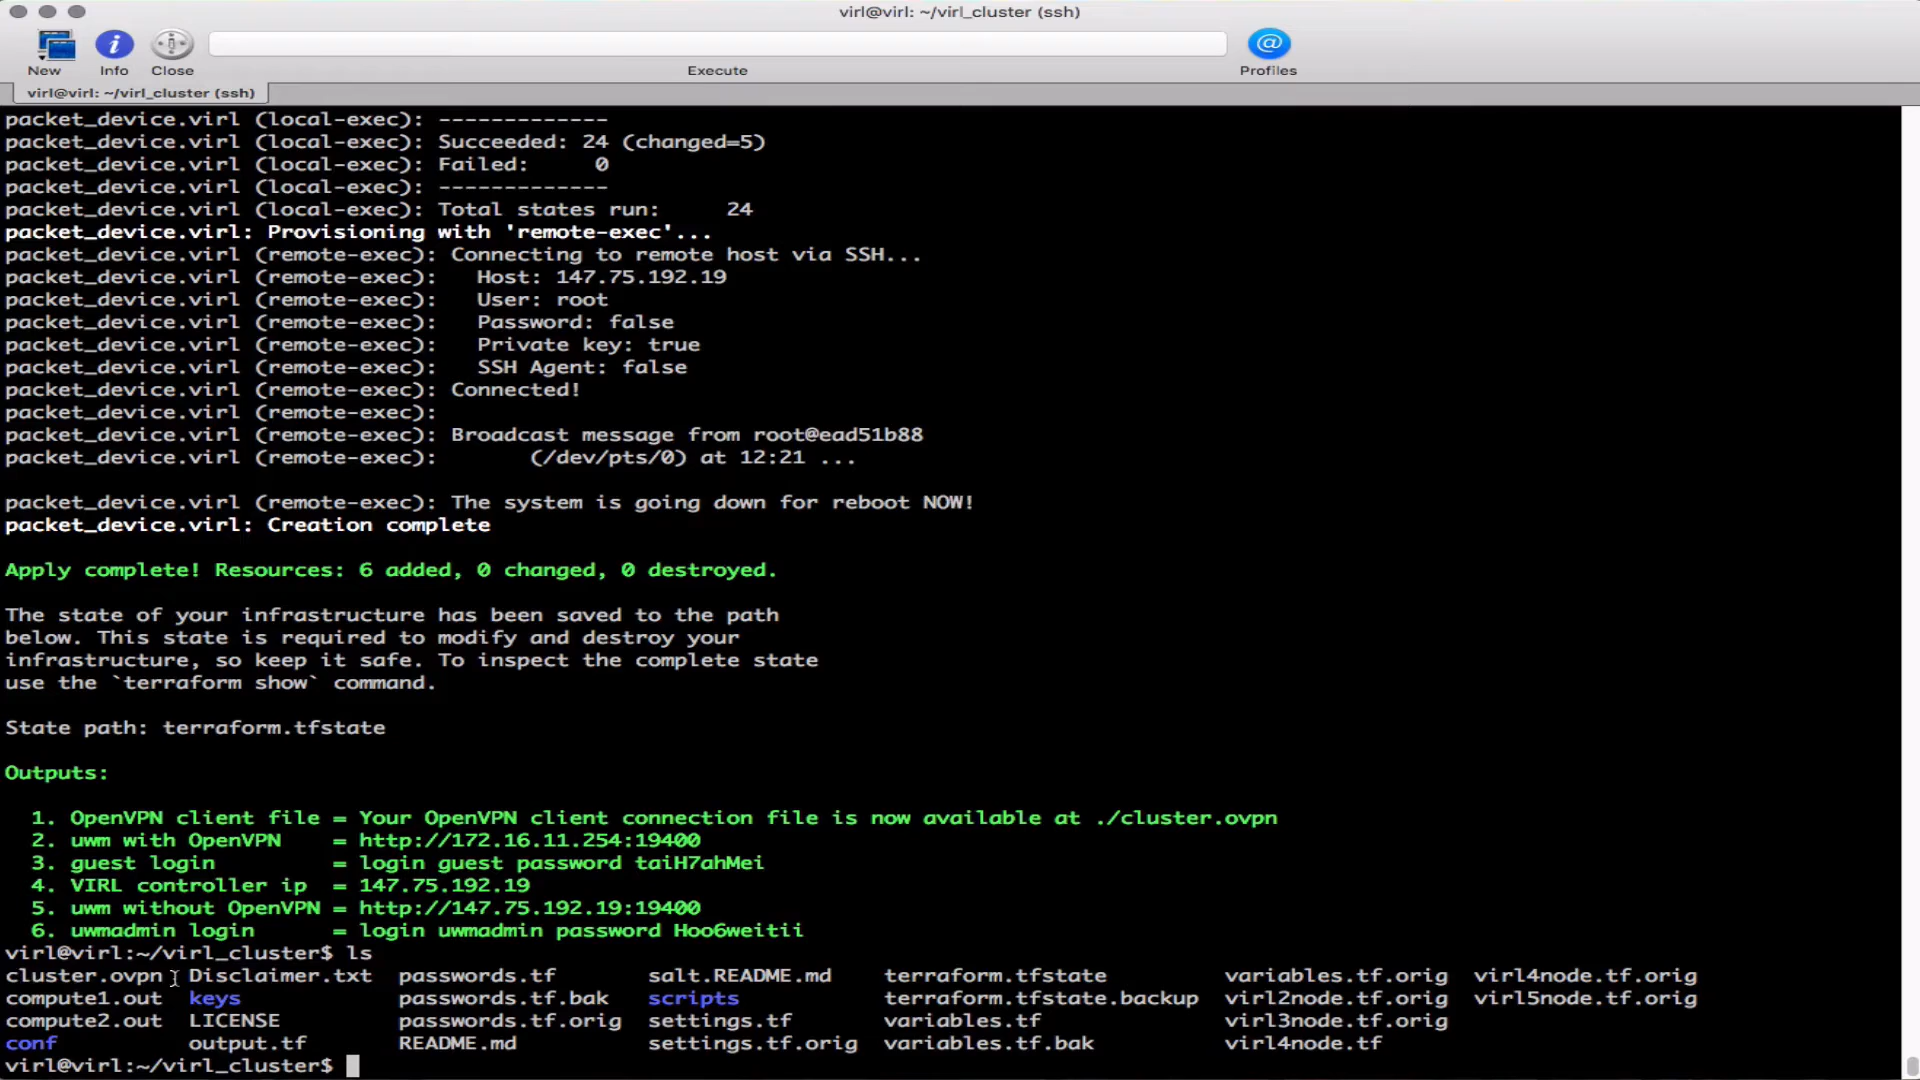 virl@virl: ~/virl_cluster (ssh)
New Info Close Execute Profiles
virl@virl: ~/virl_cluster (ssh)
packet_device.virl (local-exec): -------------
packet_device.virl (local-exec): Succeeded: 24 (changed=5)
packet_device.virl (local-exec): Failed:     0
packet_device.virl (local-exec): -------------
packet_device.virl (local-exec): Total states run:     24
packet_device.virl: Provisioning with 'remote-exec'...
packet_device.virl (remote-exec): Connecting to remote host via SSH...
packet_device.virl (remote-exec):   Host: 147.75.192.19
packet_device.virl (remote-exec):   User: root
packet_device.virl (remote-exec):   Password: false
packet_device.virl (remote-exec):   Private key: true
packet_device.virl (remote-exec):   SSH Agent: false
packet_device.virl (remote-exec): Connected!
packet_device.virl (remote-exec):
packet_device.virl (remote-exec): Broadcast message from root@ead51b88
packet_device.virl (remote-exec):       (/dev/pts/0) at 12:21 ...
packet_device.virl (remote-exec): The system is going down for reboot NOW!
packet_device.virl: Creation complete
Apply complete! Resources: 6 added, 0 changed, 0 destroyed.
The state of your infrastructure has been saved to the path
below. This state is required to modify and destroy your
infrastructure, so keep it safe. To inspect the complete state
use the `terraform show` command.
State path: terraform.tfstate
Outputs:
  1. OpenVPN client file = Your OpenVPN client connection file is now available at ./cluster.ovpn
  2. uwm with OpenVPN    = http://172.16.11.254:19400
  3. guest login         = login guest password taiH7ahMei
  4. VIRL controller ip  = 147.75.192.19
  5. uwm without OpenVPN = http://147.75.192.19:19400
  6. uwmadmin login      = login uwmadmin password Hoo6weitii
virl@virl:~/virl_cluster$ ls
cluster.ovpn  Disclaimer.txt  passwords.tf       salt.README.md    terraform.tfstate         variables.tf.orig  virl4node.tf.orig
compute1.out  keys            passwords.tf.bak   scripts           terraform.tfstate.backup  virl2node.tf.orig  virl5node.tf.orig
compute2.out  LICENSE         passwords.tf.orig  settings.tf       variables.tf              virl3node.tf.orig
conf          output.tf       README.md          settings.tf.orig  variables.tf.bak          virl4node.tf
virl@virl:~/virl_cluster$